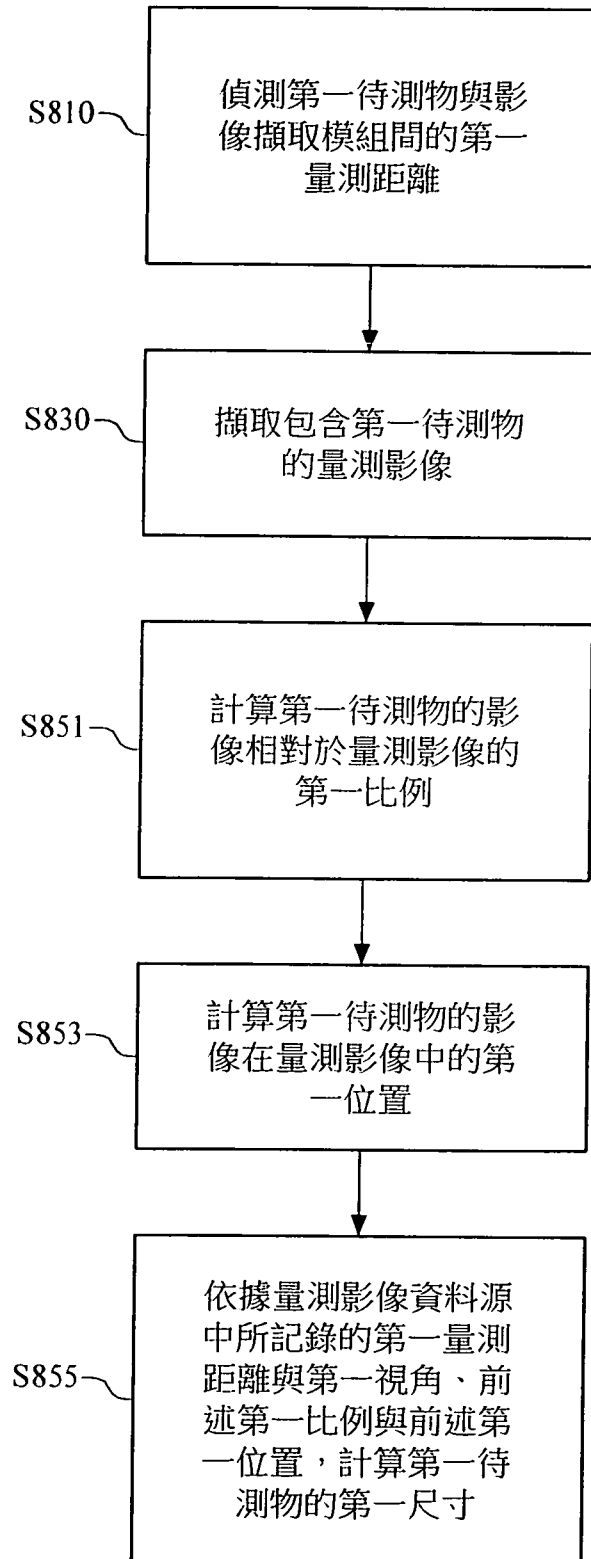 S810
偵測第一待測物與影
像擷取模組間的第一
量測距離
S830
擷取包含第一待測物
的量測影像
S851
計算第一待測物的影
像相對於量測影像的
第一比例
S853
計算第一待測物的影
像在量測影像中的第
一位置
S855
依據量測影像資料源
中所記錄的第一量測
距離與第一視角、前
述第一比例與前述第
一位置，計算第一待
測物的第一尺寸